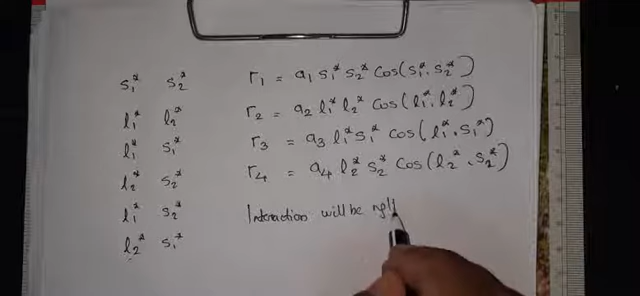 s₁* s₂* Γ₁ = a₁ s₁* s₂* cos(s₁*, s₂*)
l₁* l₂* Γ₂ = a₂ l₁* l₂* cos(l₁*, l₂*)
l₁* s₁* Γ₃ = a₃ l₁* s₁* cos(l₁*, s₁*)
l₂* s₂* Γ₄ = a₄ l₂* s₂* cos(l₂*, s₂*)
l₁* s₂* Interaction will be
l₂* s₁*